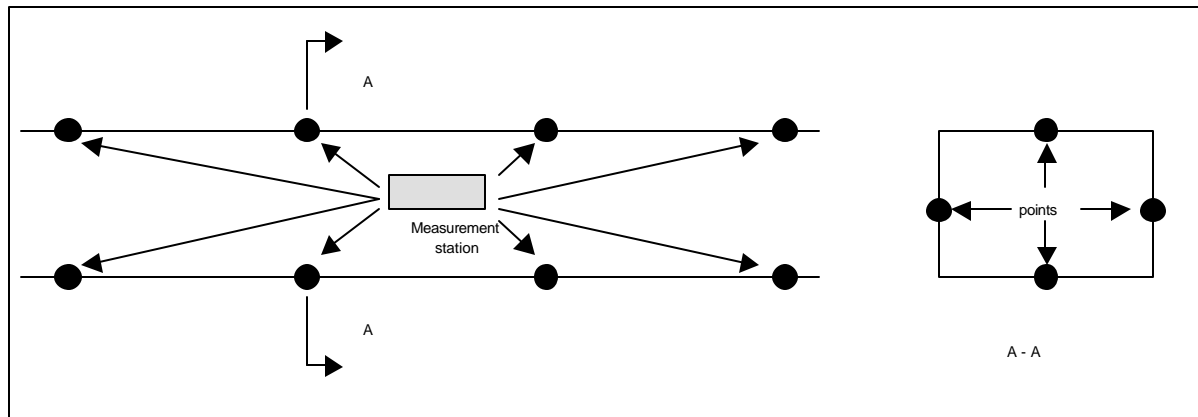 A
Measurement
station
points
A
A - A